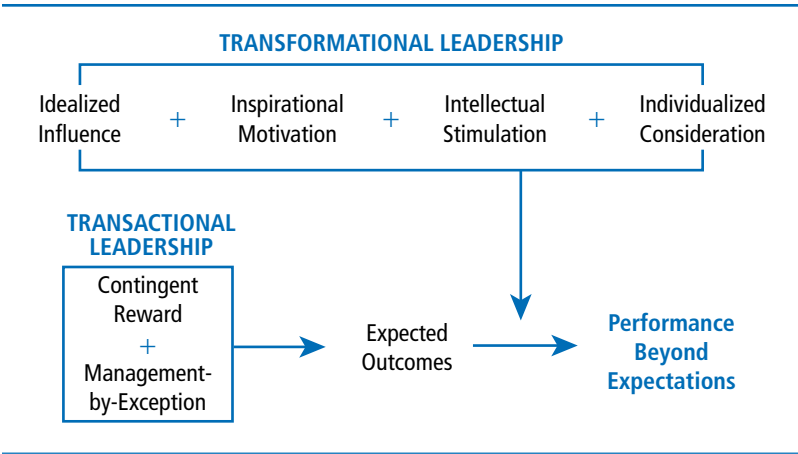 TRANSFORMATIONAL LEADERSHIP
Idealized
Influence
+
Inspirational
Motivation
+
Intellectual
Stimulation
+
Individualized
Consideration
TRANSACTIONAL
LEADERSHIP
Contingent
Reward
+
Management-
by-Exception
Expected
Outcomes
Performance
Beyond
Expectations